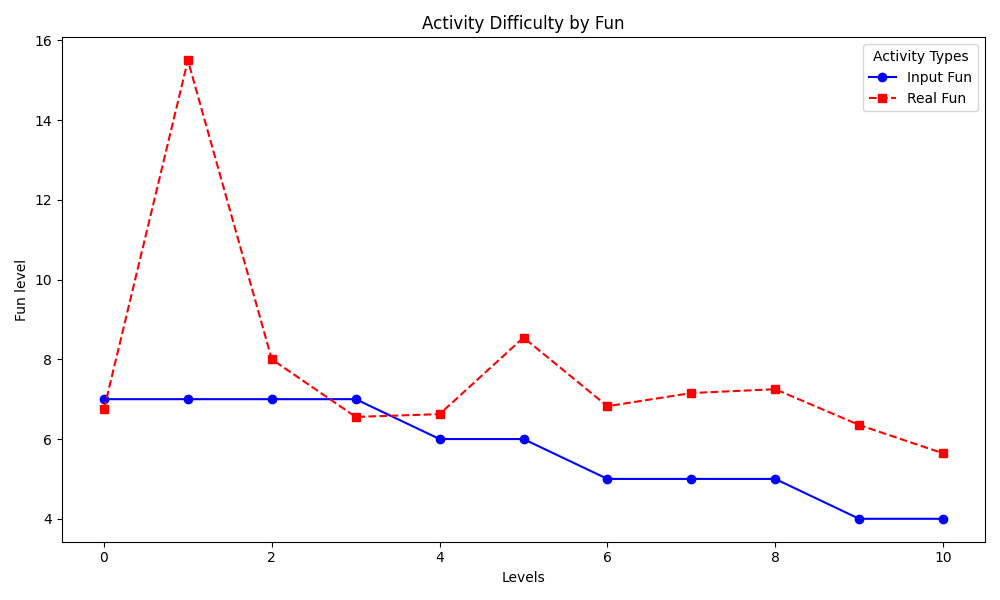 Activity Difficulty by Fun
16
14
12
10
8
6
4
Fun level
Activity Types
Input Fun
Real Fun
0 2 4 6 8 10
Levels